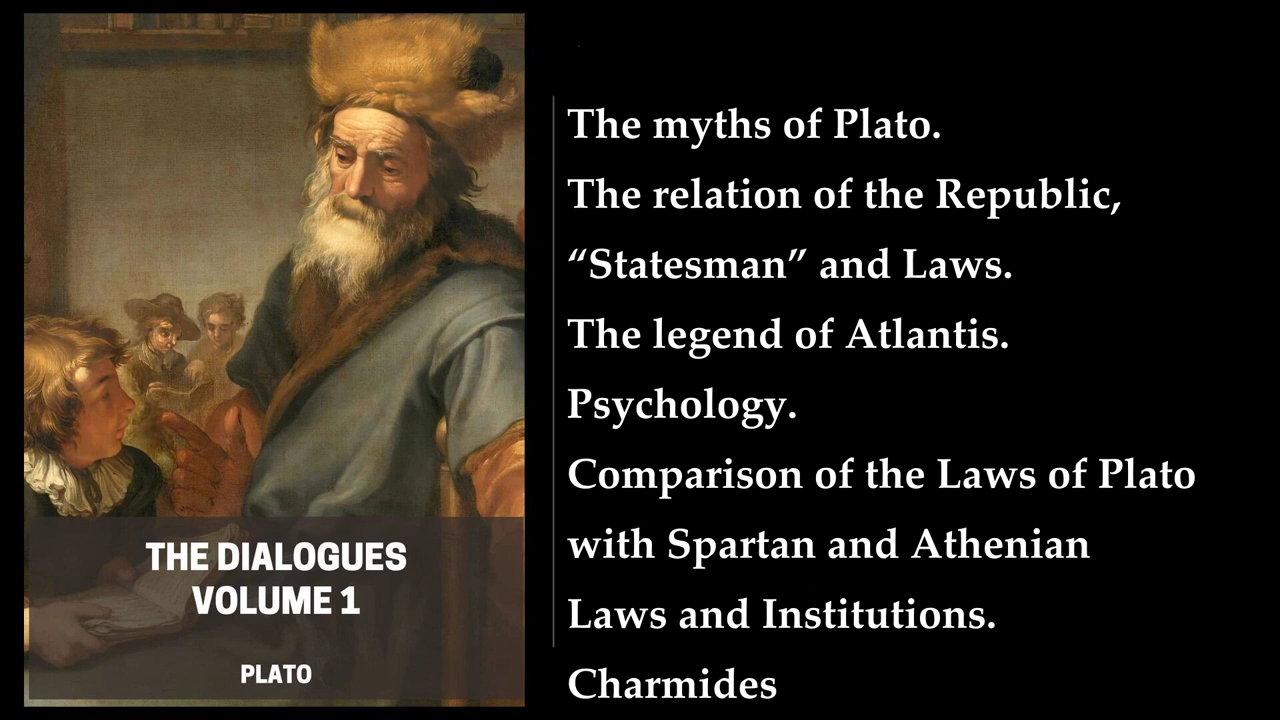 THE DIALOGUES
VOLUME 1
PLATO
The myths of Plato.
The relation of the Republic,
“Statesman” and Laws.
The legend of Atlantis.
Psychology.
Comparison of the Laws of Plato
with Spartan and Athenian
Laws and Institutions.
Charmides